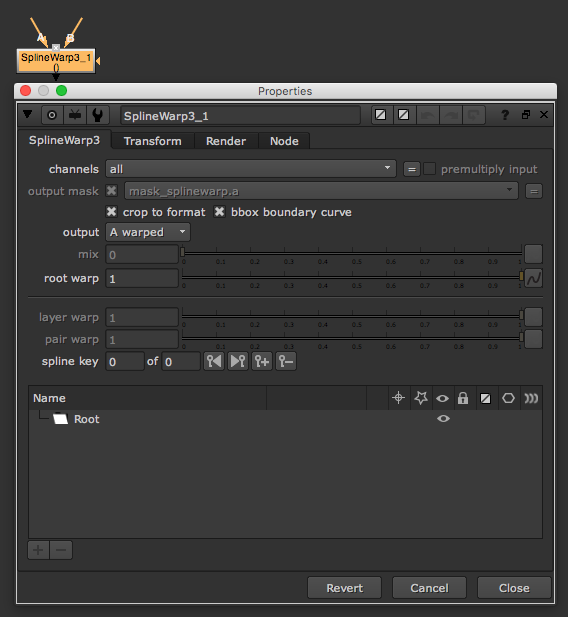 A B
SplineWarp3_1
()
Properties
SplineWarp3_1 ?
SplineWarp3 Transform Render Node
channels all = premultiply input
output mask mask_splinewarp.a =
crop to format bbox boundary curve
output A warped
mix 0
0 0.1 0.2 0.3 0.4 0.5 0.6 0.7 0.8 0.9 1
root warp 1
0 0.1 0.2 0.3 0.4 0.5 0.6 0.7 0.8 0.9 1
layer warp 1
0 0.1 0.2 0.3 0.4 0.5 0.6 0.7 0.8 0.9 1
pair warp 1
0 0.1 0.2 0.3 0.4 0.5 0.6 0.7 0.8 0.9 1
spline key 0 of 0
Name
Root
Revert Cancel Close